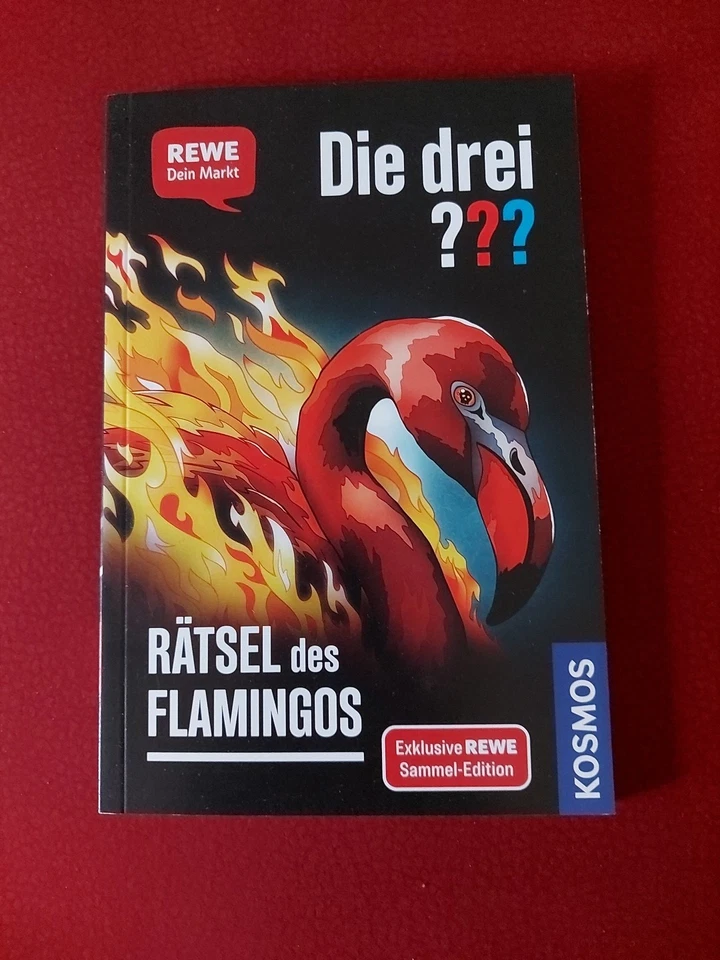 REWE
Dein Markt
Die drei
???
RÄTSEL des
FLAMINGOS
Exklusive REWE
Sammel-Edition
KOSMOS